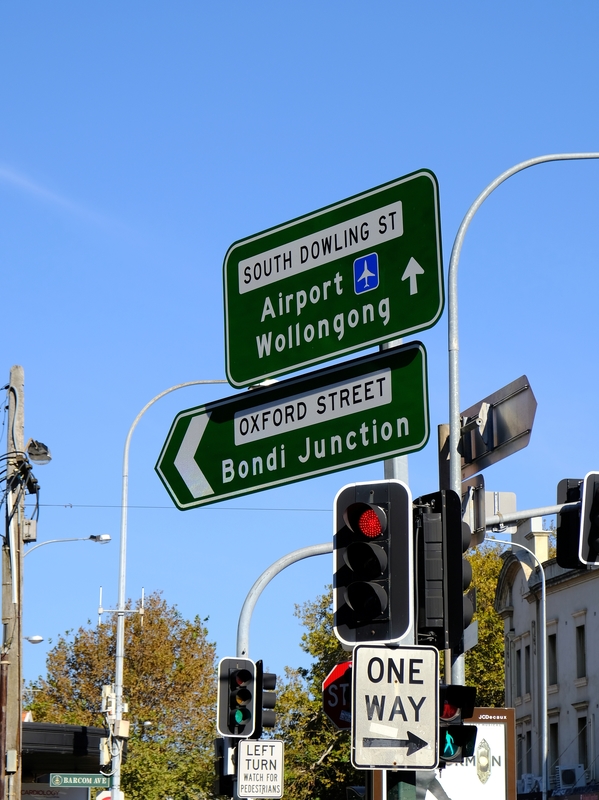 SOUTH DOWLING ST
Airport
Wollongong
OXFORD STREET
Bondi Junction
ONE
WAY
LEFT
TURN
WATCH FOR
PEDESTRIANS
BARCOM AVE
JCDecaux